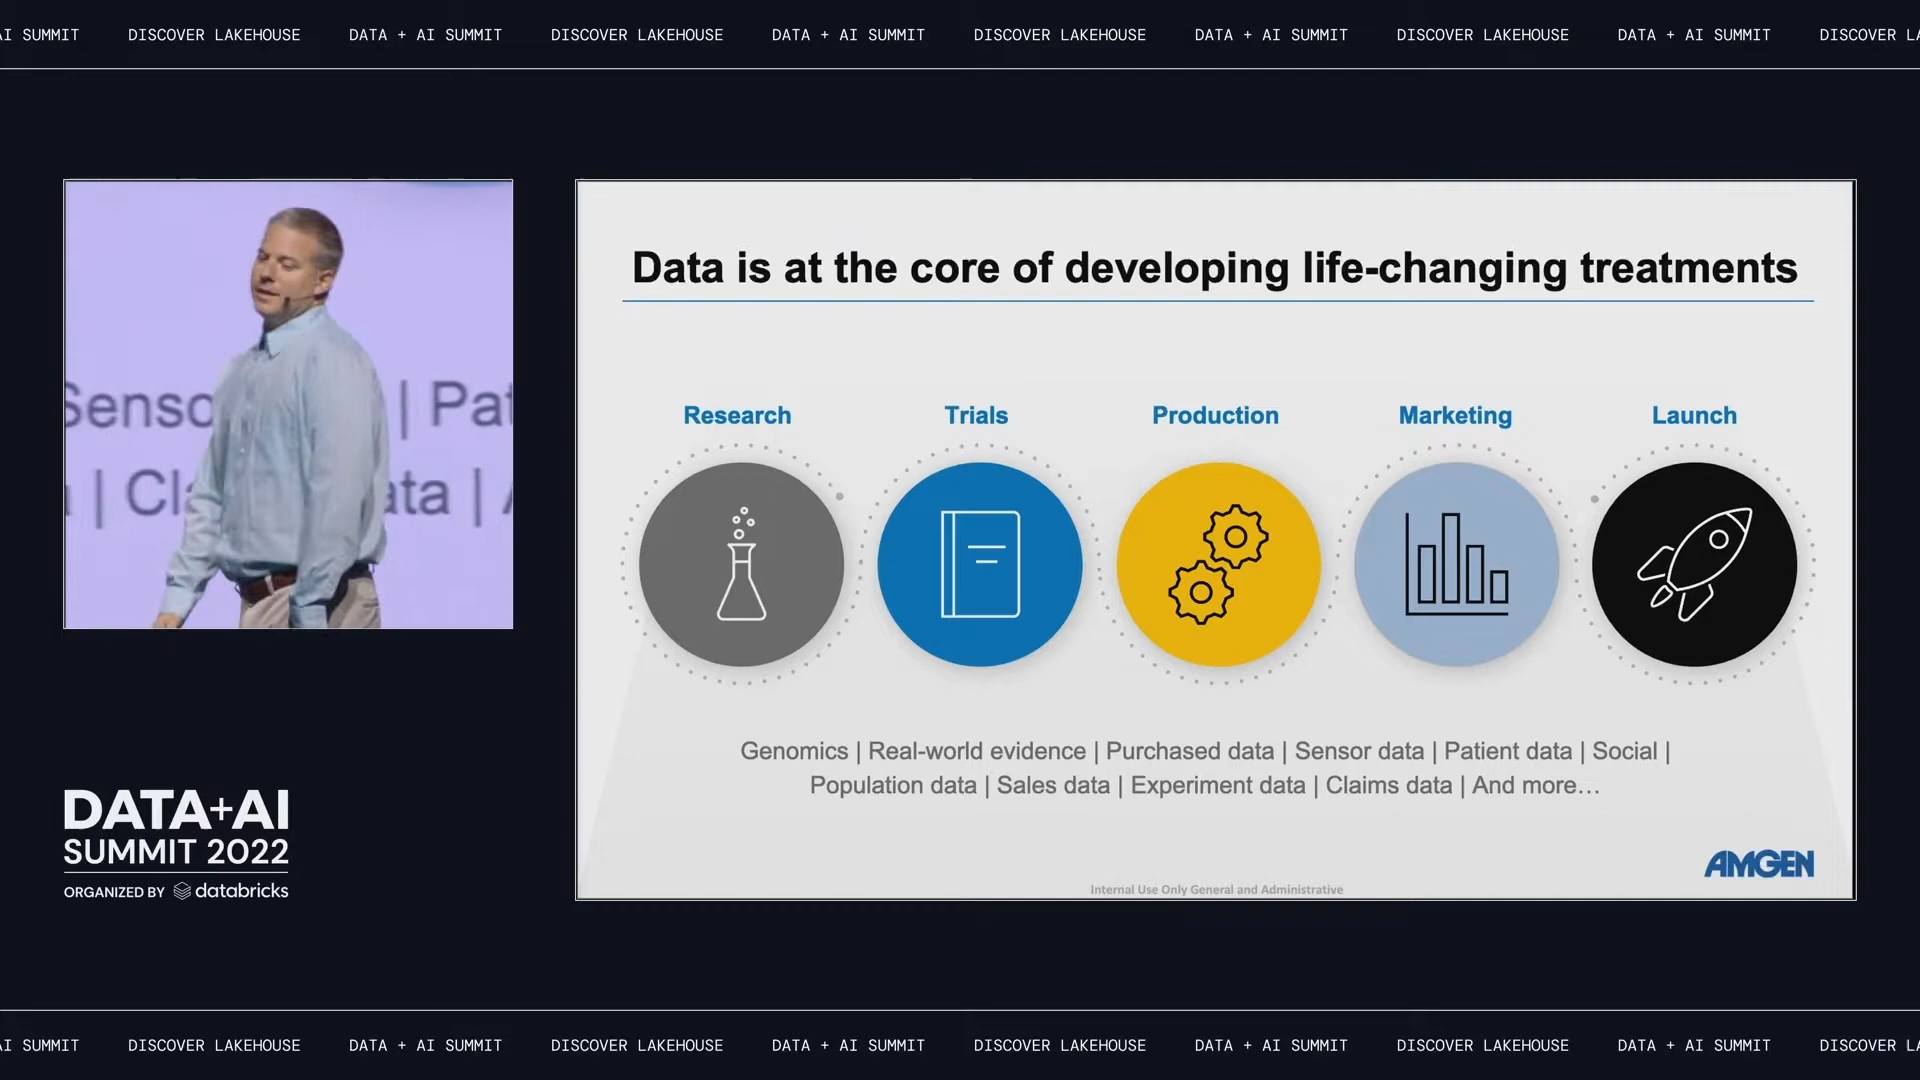 AI SUMMIT DISCOVER LAKEHOUSE DATA + AI SUMMIT DISCOVER LAKEHOUSE DATA + AI SUMMIT DISCOVER LAKEHOUSE DATA + AI SUMMIT DISCOVER LAKEHOUSE DATA + AI SUMMIT DISCOVER
Data is at the core of developing life-changing treatments
Research Trials Production Marketing Launch
Genomics | Real-world evidence | Purchased data | Sensor data | Patient data | Social |
Population data | Sales data | Experiment data | Claims data | And more…
AMGEN
Internal Use Only General and Administrative
DATA+AI
SUMMIT 2022
ORGANIZED BY databricks
AI SUMMIT DISCOVER LAKEHOUSE DATA + AI SUMMIT DISCOVER LAKEHOUSE DATA + AI SUMMIT DISCOVER LAKEHOUSE DATA + AI SUMMIT DISCOVER LAKEHOUSE DATA + AI SUMMIT DISCOVER